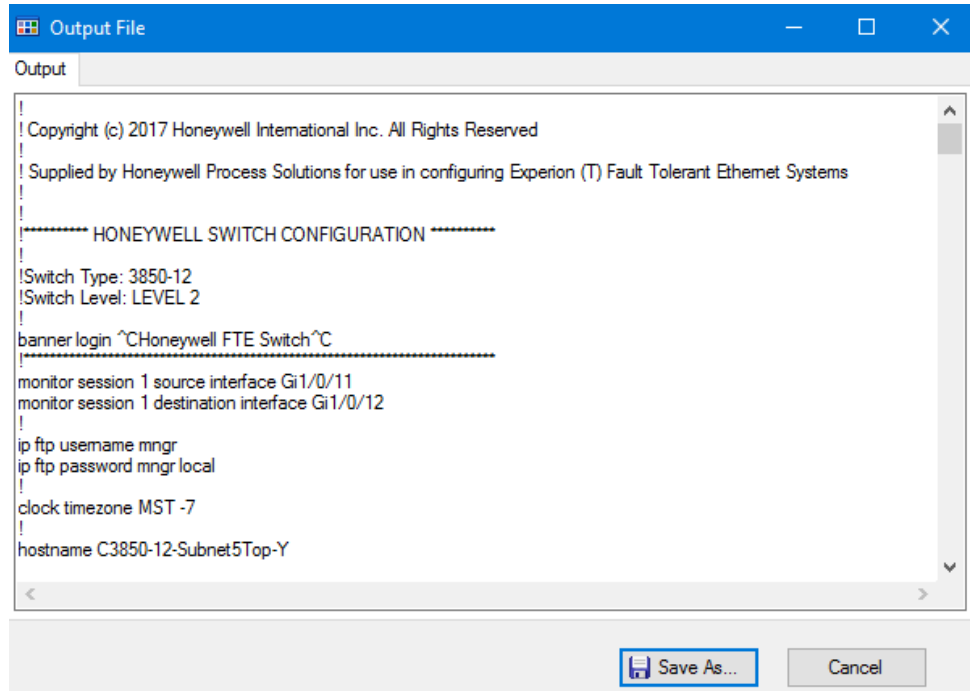 Output File
Output
!
! Copyright (c) 2017 Honeywell International Inc. All Rights Reserved
!
! Supplied by Honeywell Process Solutions for use in configuring Experion (T) Fault Tolerant Ethernet Systems
!
!
!********** HONEYWELL SWITCH CONFIGURATION **********
!
!Switch Type: 3850-12
!Switch Level: LEVEL 2
!
banner login ^CHoneywell FTE Switch^C
!*************************************************************************
monitor session 1 source interface Gi1/0/11
monitor session 1 destination interface Gi1/0/12
!
ip ftp username mngr
ip ftp password mngr local
!
clock timezone MST -7
!
hostname C3850-12-Subnet5Top-Y
Save As...
Cancel